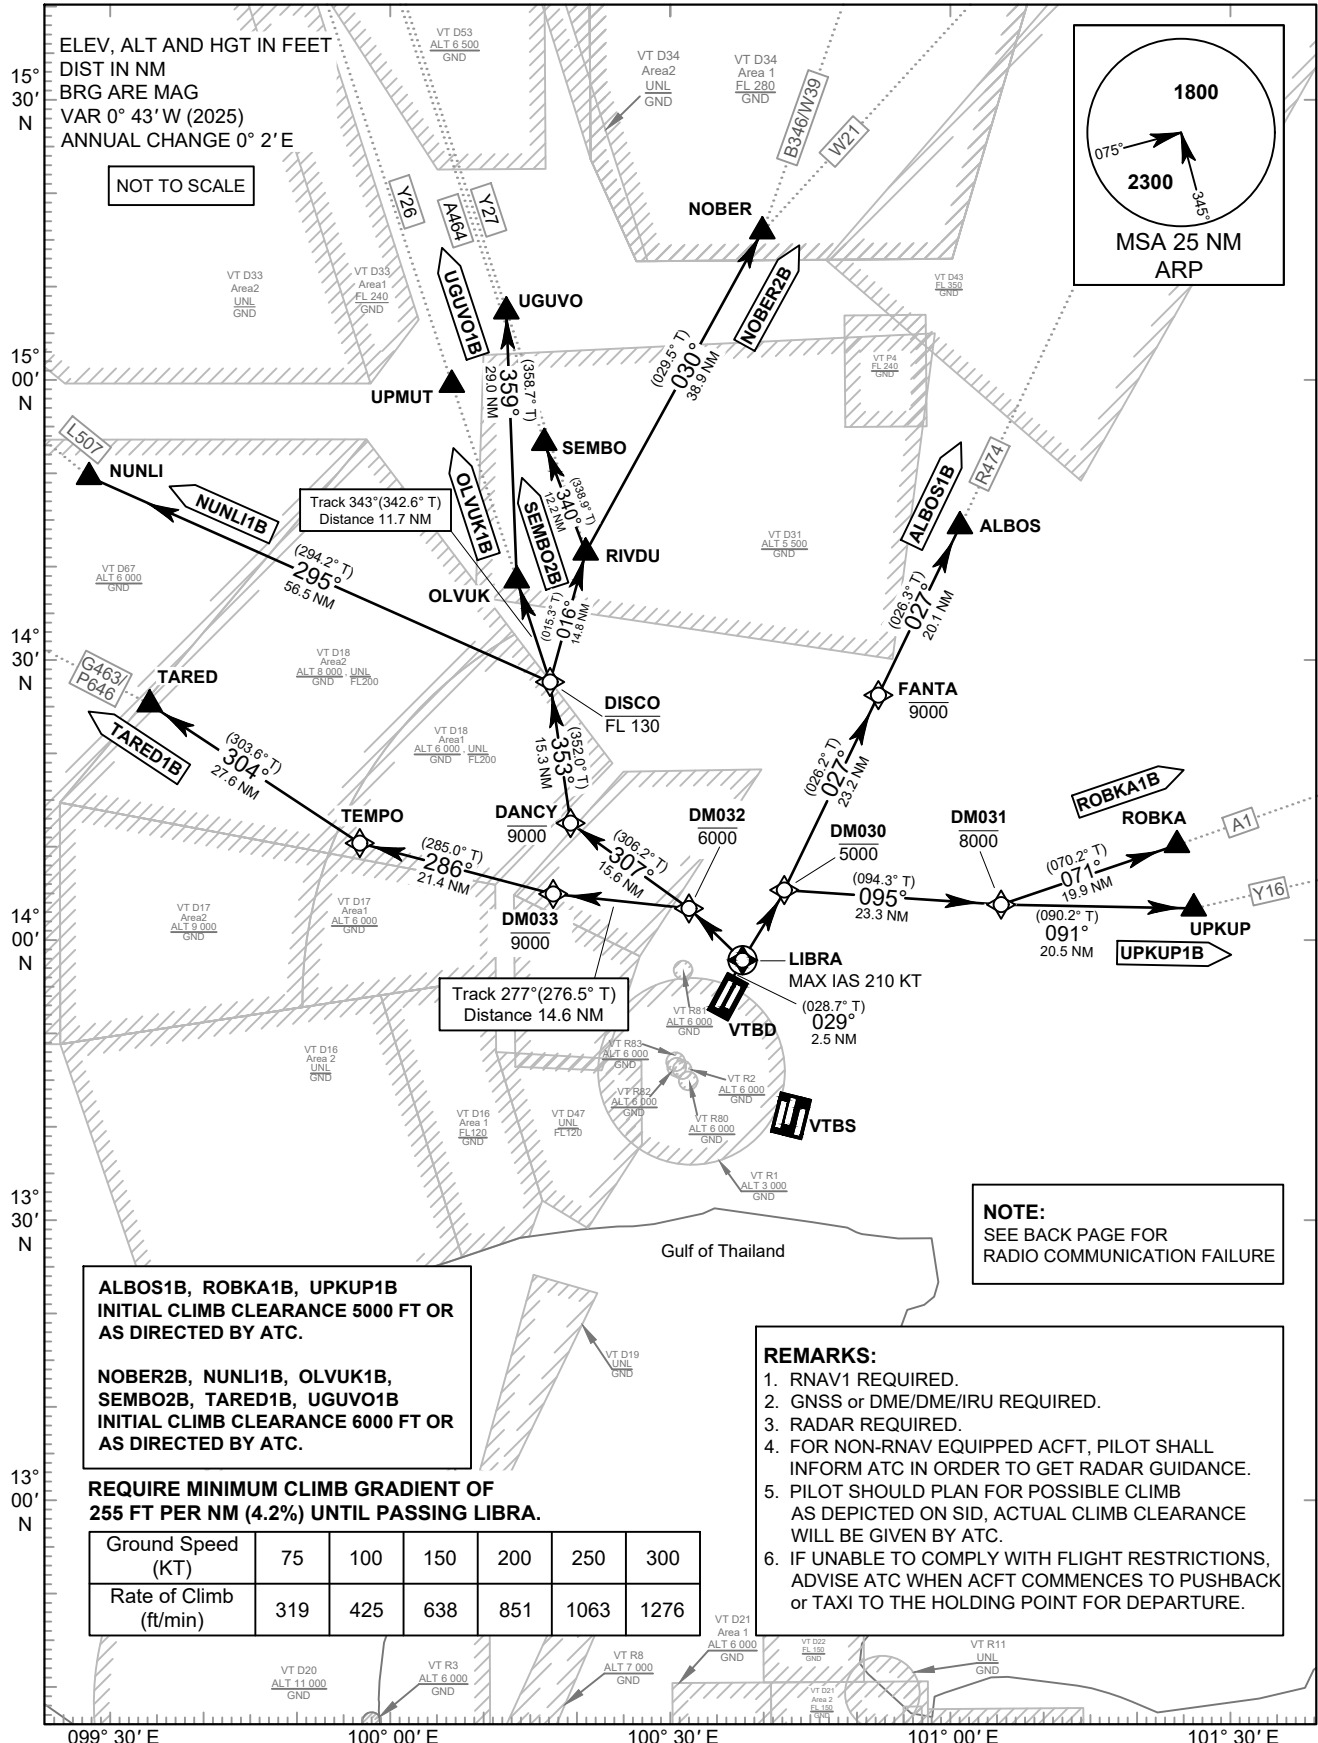 ELEV, ALT AND HGT IN FEET
DIST IN NM
BRG ARE MAG
VAR 0° 43′ W (2025)
ANNUAL CHANGE 0° 2′ E
NOT TO SCALE
15°
30′
N
15°
00′
N
14°
30′
N
14°
00′
N
13°
30′
N
13°
00′
N
VT D53
ALT 6 500
GND
VT D34
Area2
UNL
GND
VT D34
Area 1
FL 280
GND
B346/W39
W21
1800
075°
2300
345°
MSA 25 NM
ARP
Y26
A464
Y27
NOBER
VT D33
Area2
UNL
GND
VT D33
Area1
FL 240
GND
VT D43
FL 350
GND
UGUVO1B
UGUVO
NOBER2B
(029.5° T)
030°
38.9 NM
(358.7° T)
359°
29.0 NM
VT P4
FL 240
GND
UPMUT
L507
NUNLI
NUNLI1B
SEMBO
OLVUK1B
SEMBO2B
(338.9° T)
340°
12.2 NM
Track 343°(342.6° T)
Distance 11.7 NM
R474
ALBOS1B
ALBOS
VT D31
ALT 5 500
GND
RIVDU
OLVUK
VT D67
ALT 6 000
GND
(294.2° T)
295°
56.5 NM
(015.3° T)
016°
14.8 NM
(026.3° T)
027°
20.1 NM
VT D18
Area2
ALT 8 000 , UNL
GND FL200
G463/
P646
TARED
TARED1B
(303.6° T)
304°
27.6 NM
DISCO
FL 130
FANTA
9000
VT D18
Area1
ALT 6 000 , UNL
GND FL200
(352.0° T)
353°
15.3 NM
(026.2° T)
027°
23.2 NM
TEMPO
DANCY
9000
DM032
6000
DM030
5000
DM031
8000
ROBKA1B
ROBKA
A1
(285.0° T)
286°
21.4 NM
(306.2° T)
307°
15.6 NM
(094.3° T)
095°
23.3 NM
(070.2° T)
071°
19.9 NM
Y16
(090.2° T)
091°
20.5 NM
UPKUP
UPKUP1B
VT D17
Area2
ALT 9 000
GND
VT D17
Area1
ALT 6 000
GND
DM033
9000
LIBRA
MAX IAS 210 KT
(028.7° T)
029°
2.5 NM
Track 277°(276.5° T)
Distance 14.6 NM
VTBD
VT R81
ALT 6 000
GND
VT R83
ALT 6 000
GND
VT R2
ALT 6 000
GND
VT R82
ALT 6 000
GND
VT R80
ALT 6 000
GND
VTBS
VT D16
Area 2
UNL
GND
VT D16
Area 1
FL120
GND
VT D47
UNL
FL120
VT R1
ALT 3 000
GND
Gulf of Thailand
NOTE:
SEE BACK PAGE FOR
RADIO COMMUNICATION FAILURE
ALBOS1B, ROBKA1B, UPKUP1B
INITIAL CLIMB CLEARANCE 5000 FT OR
AS DIRECTED BY ATC.
NOBER2B, NUNLI1B, OLVUK1B,
SEMBO2B, TARED1B, UGUVO1B
INITIAL CLIMB CLEARANCE 6000 FT OR
AS DIRECTED BY ATC.
VT D19
UNL
GND
REMARKS:
1. RNAV1 REQUIRED.
2. GNSS or DME/DME/IRU REQUIRED.
3. RADAR REQUIRED.
4. FOR NON-RNAV EQUIPPED ACFT, PILOT SHALL
INFORM ATC IN ORDER TO GET RADAR GUIDANCE.
5. PILOT SHOULD PLAN FOR POSSIBLE CLIMB
AS DEPICTED ON SID, ACTUAL CLIMB CLEARANCE
WILL BE GIVEN BY ATC.
6. IF UNABLE TO COMPLY WITH FLIGHT RESTRICTIONS,
ADVISE ATC WHEN ACFT COMMENCES TO PUSHBACK
or TAXI TO THE HOLDING POINT FOR DEPARTURE.
REQUIRE MINIMUM CLIMB GRADIENT OF
255 FT PER NM (4.2%) UNTIL PASSING LIBRA.
Ground Speed (KT) 75 100 150 200 250 300
Rate of Climb (ft/min) 319 425 638 851 1063 1276
VT D20
ALT 11 000
GND
VT R3
ALT 6 000
GND
VT R8
ALT 7 000
GND
VT D21
Area 1
ALT 6 000
GND
VT D22
FL 150
GND
VT D21
Area 2
FL 150
GND
VT R11
UNL
GND
099° 30′ E
100° 00′ E
100° 30′ E
101° 00′ E
101° 30′ E